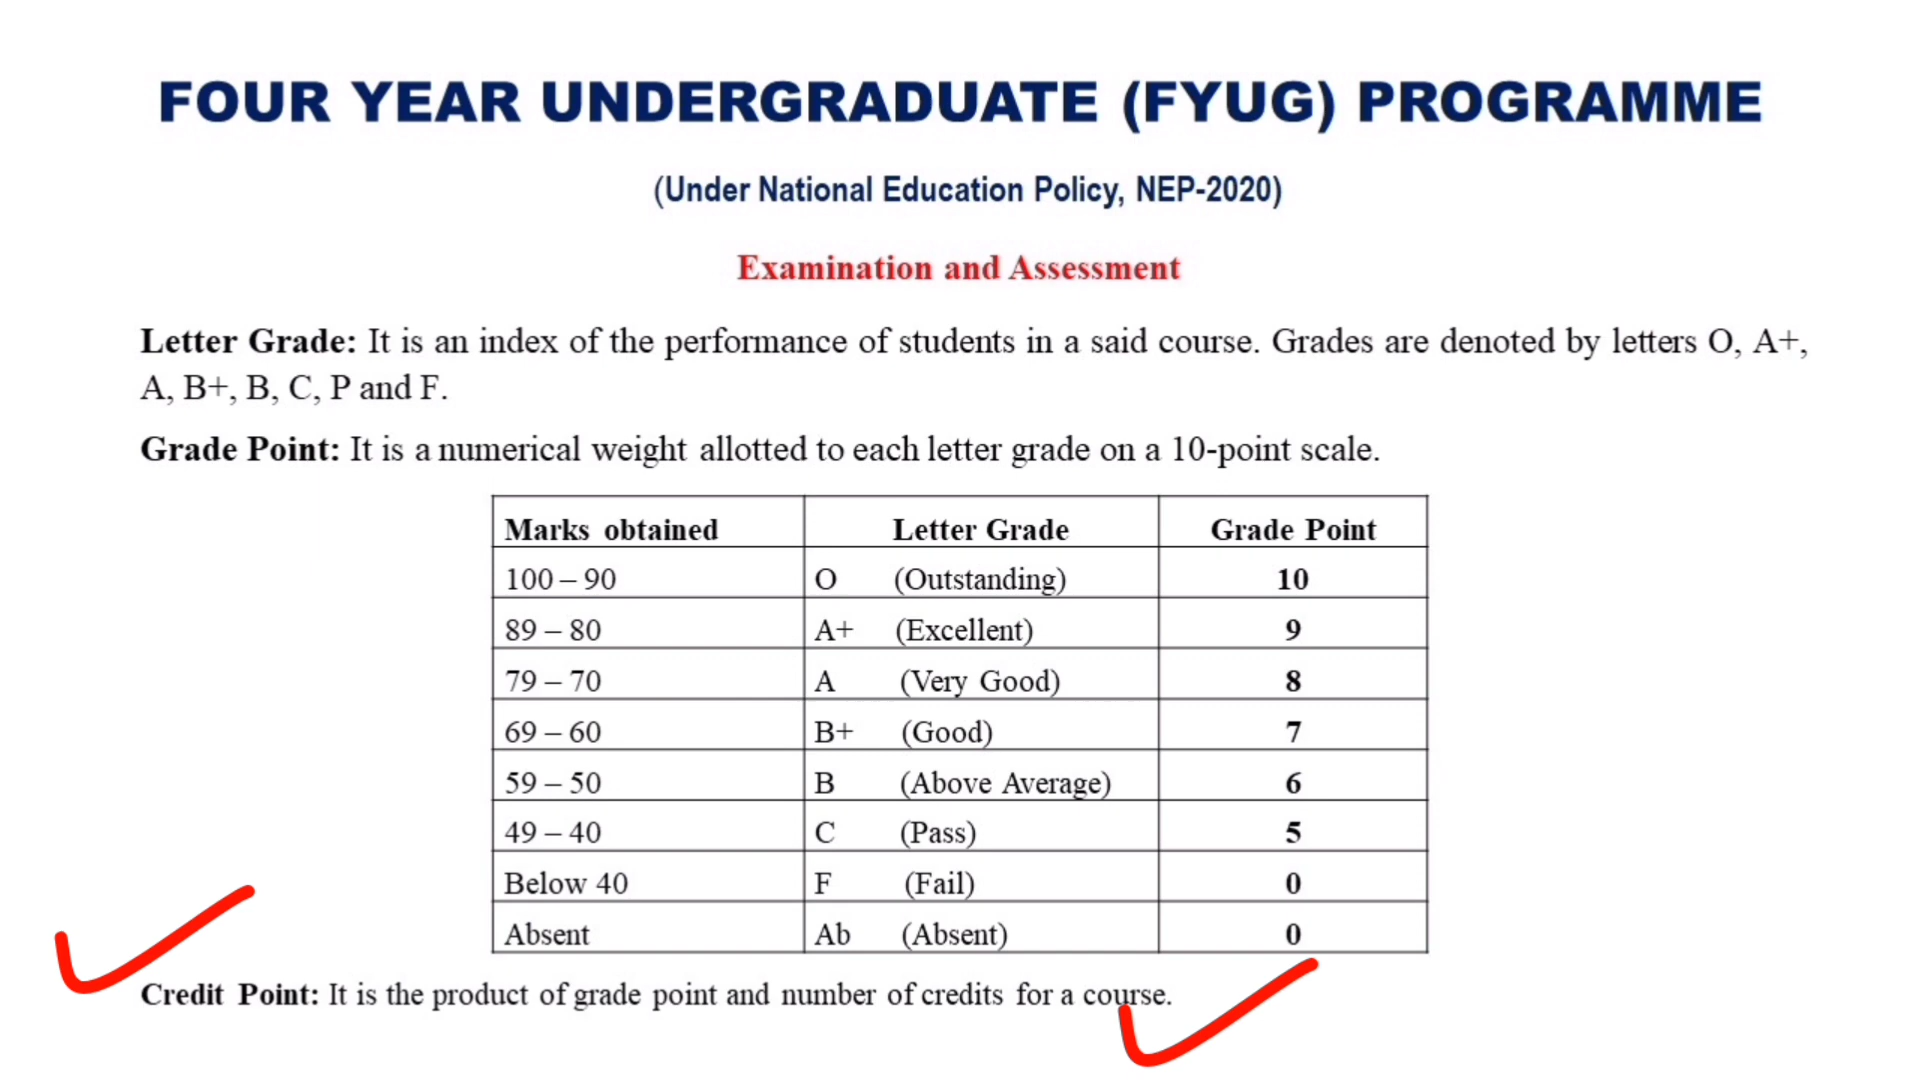 FOUR YEAR UNDERGRADUATE (FYUG) PROGRAMME
(Under National Education Policy, NEP-2020)
Examination and Assessment
Letter Grade: It is an index of the performance of students in a said course. Grades are denoted by letters O, A+,
A, B+, B, C, P and F.
Grade Point: It is a numerical weight allotted to each letter grade on a 10-point scale.
Marks obtained Letter Grade Grade Point
100 – 90 O (Outstanding) 10
89 – 80 A+ (Excellent) 9
79 – 70 A (Very Good) 8
69 – 60 B+ (Good) 7
59 – 50 B (Above Average) 6
49 – 40 C (Pass) 5
Below 40 F (Fail) 0
Absent Ab (Absent) 0
Credit Point: It is the product of grade point and number of credits for a course.